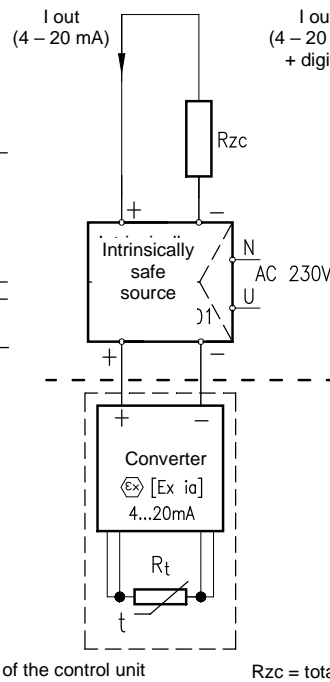 I out
(4 – 20 mA)
I ou
(4 – 20
+ digi
Rzc
+ –
Intrinsically
safe
source
N
AC 230V
U
+ –
+ –
Converter
Ex [Ex ia]
4...20mA
Rt
t
of the control unit
Rzc = tota